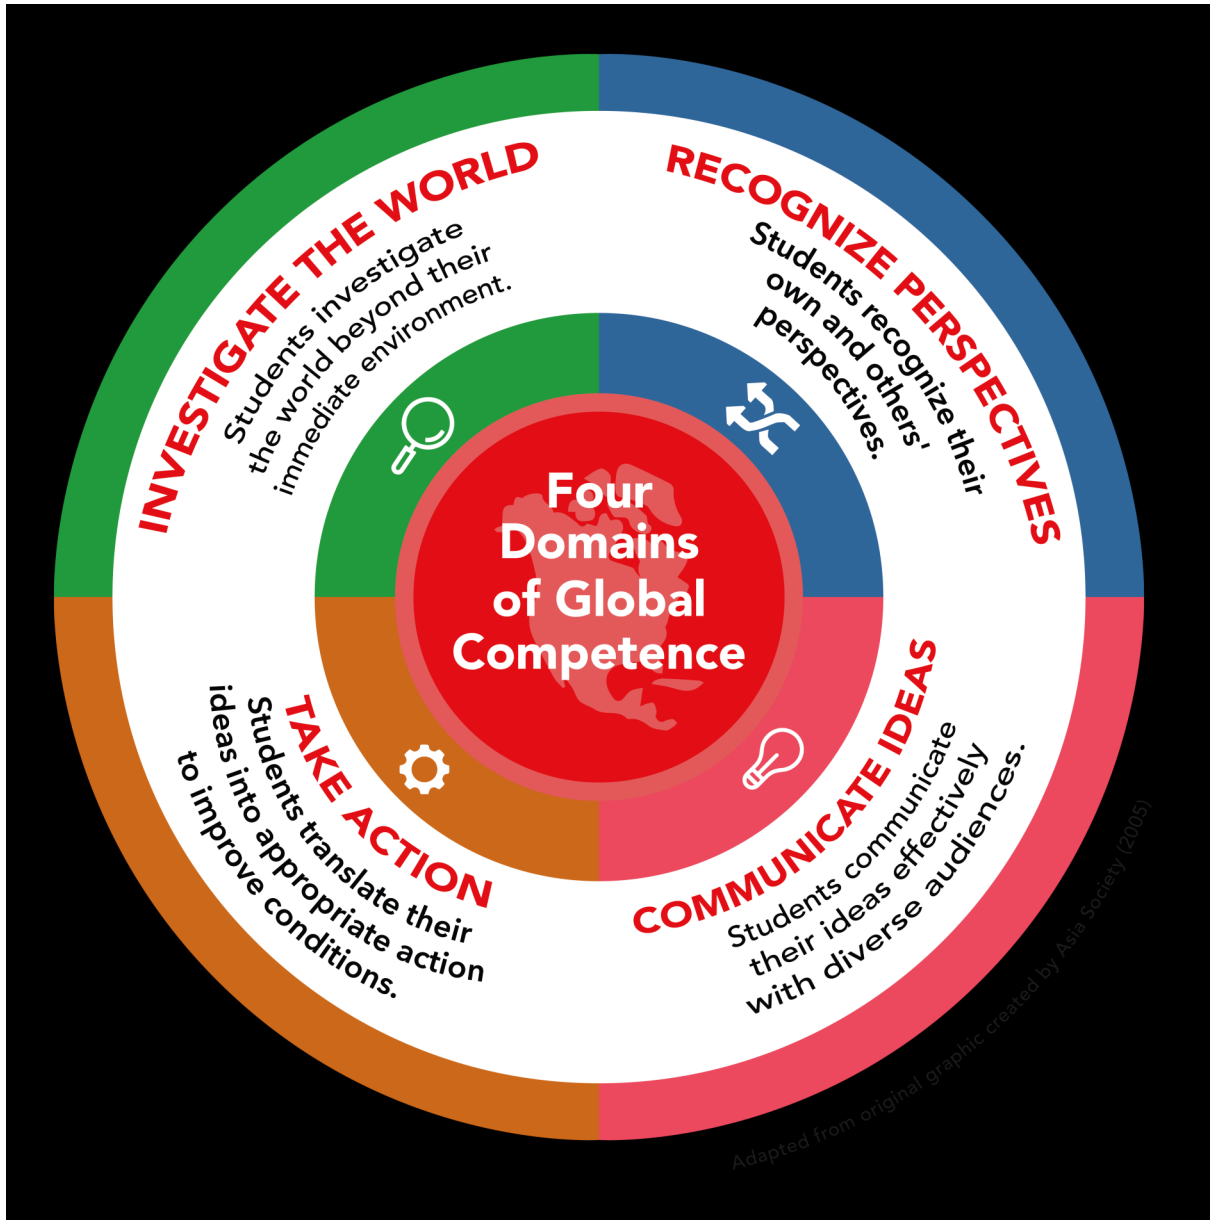 Four
Domains
of Global
Competence
INVESTIGATE THE WORLD
Students investigate
the world beyond their
immediate environment.
RECOGNIZE PERSPECTIVES
Students recognize their
own and others'
perspectives.
COMMUNICATE IDEAS
Students communicate
their ideas effectively
with diverse audiences.
TAKE ACTION
Students translate their
ideas into appropriate action
to improve conditions.
Adapted from original graphic created by Asia Society (2005)